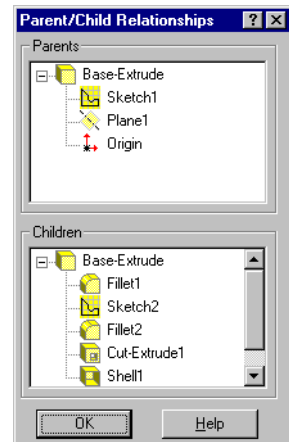 Parent/Child Relationships
Parents
Base-Extrude
Sketch1
Plane1
Origin
Children
Base-Extrude
Fillet1
Sketch2
Fillet2
Cut-Extrude1
Shell1
OK Help